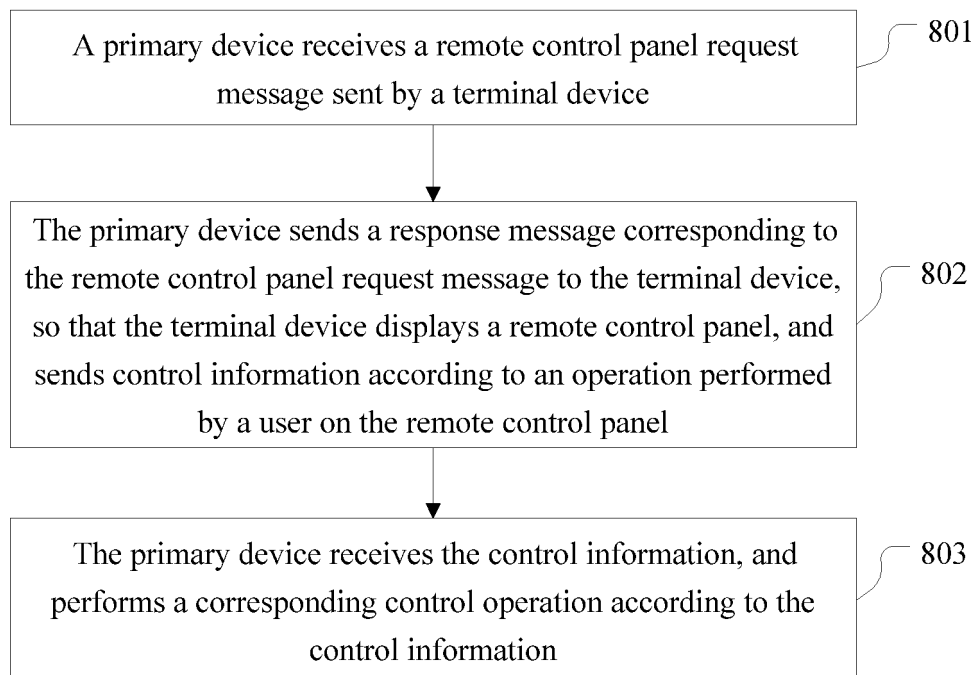 A primary device receives a remote control panel request
message sent by a terminal device
801
The primary device sends a response message corresponding to
the remote control panel request message to the terminal device,
so that the terminal device displays a remote control panel, and
sends control information according to an operation performed
by a user on the remote control panel
802
The primary device receives the control information, and
performs a corresponding control operation according to the
control information
803